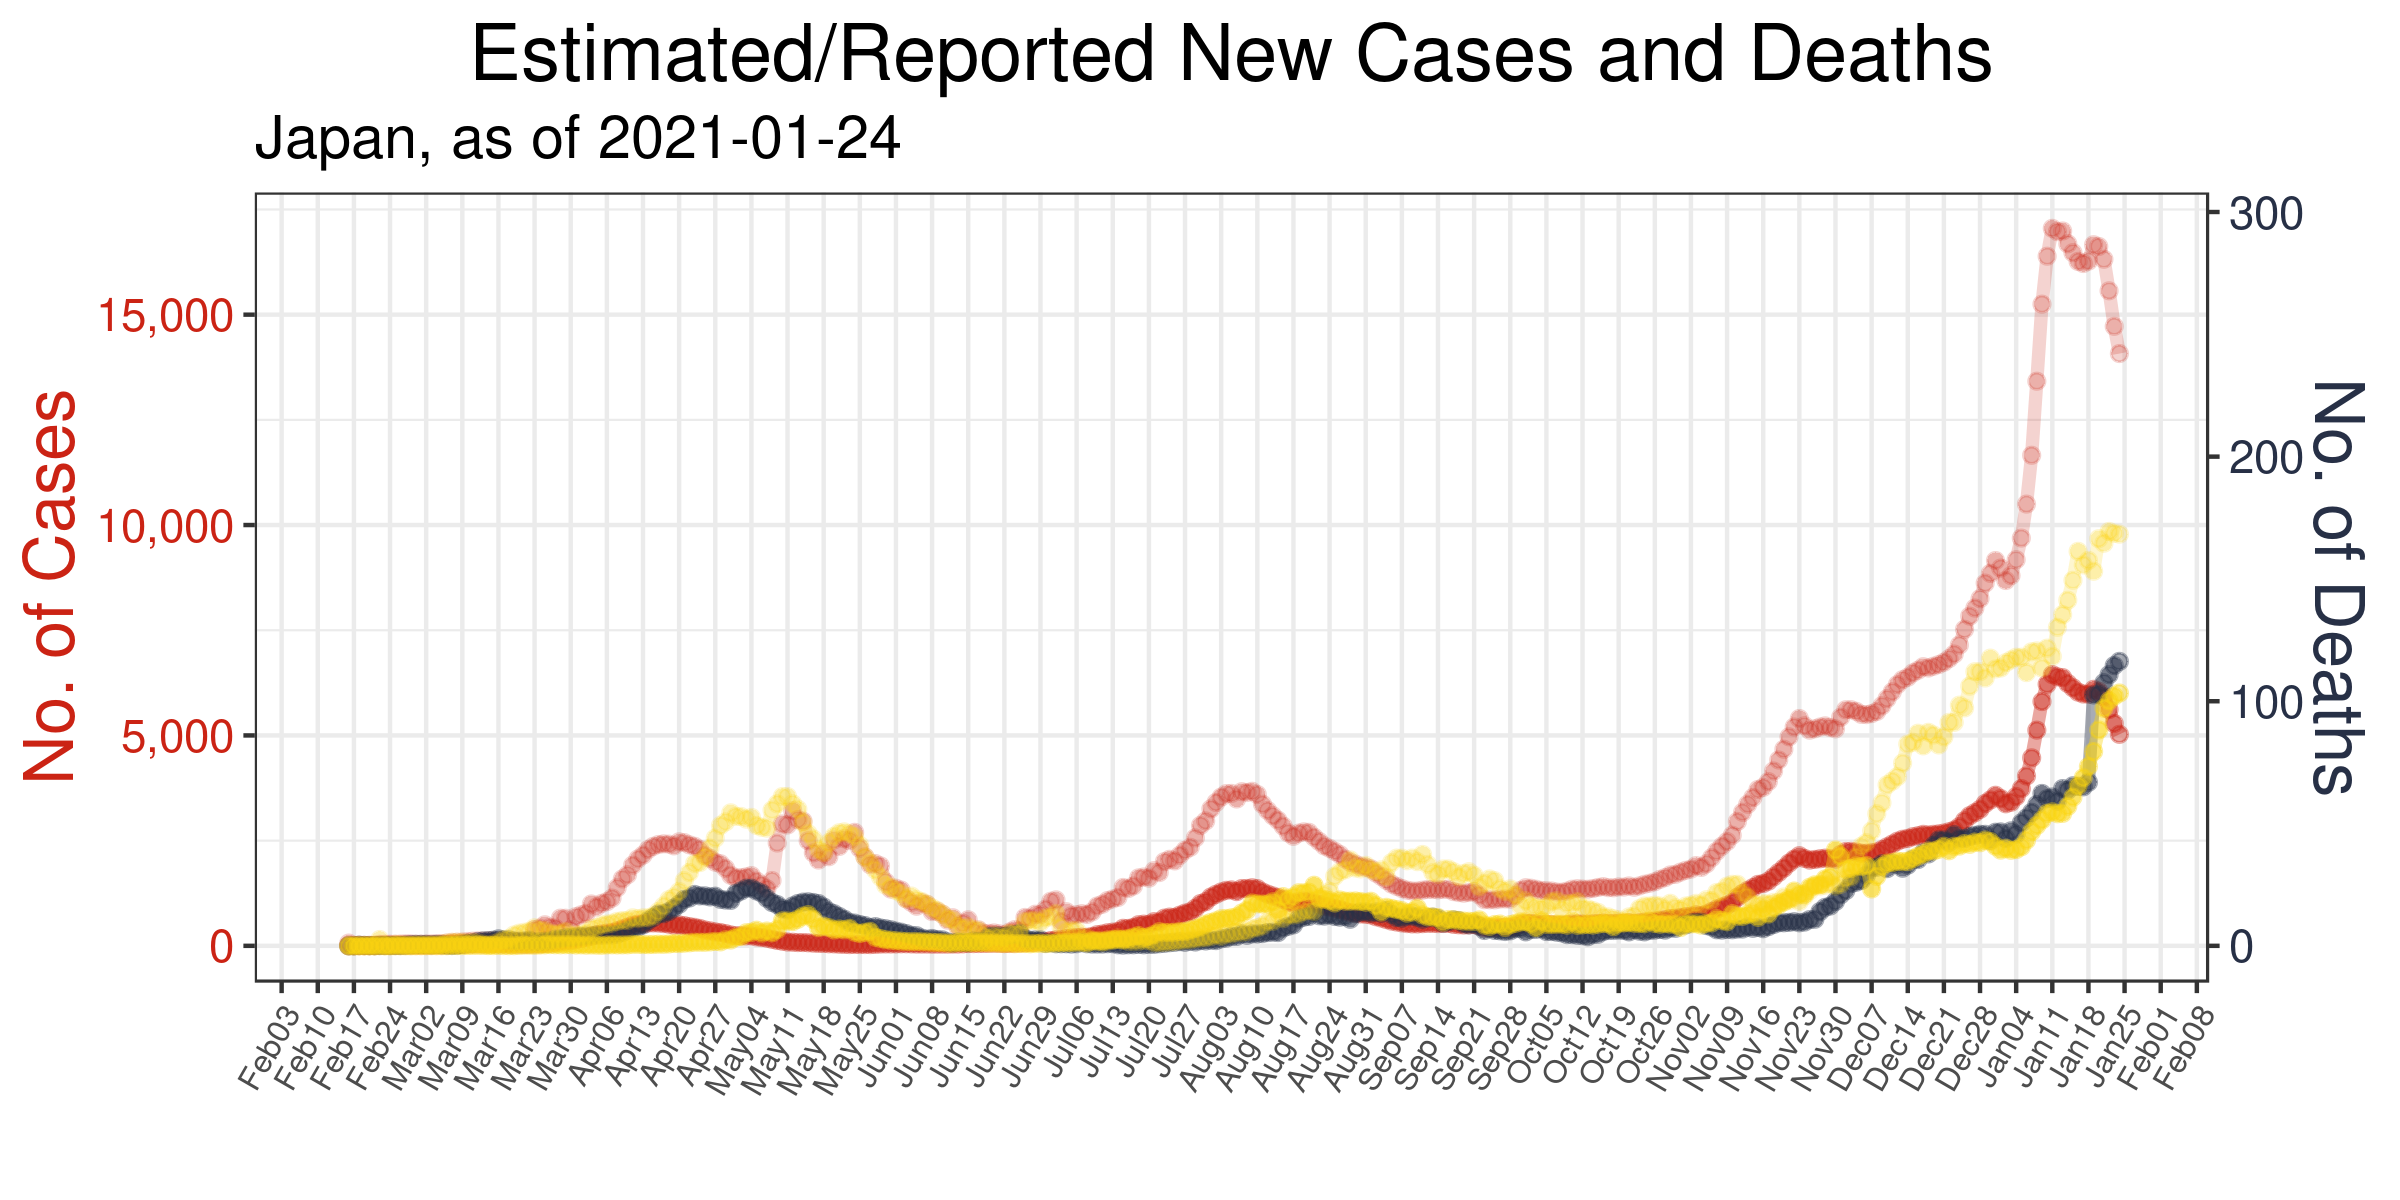 Estimated/Reported New Cases and Deaths
Japan, as of 2021-01-24
No. of Cases
15,000
10,000
5,000
0
300
200
100
0
No. of Deaths
Feb03
Feb10
Feb17
Feb24
Mar02
Mar09
Mar16
Mar23
Mar30
Apr06
Apr13
Apr20
Apr27
May04
May11
May18
May25
Jun01
Jun08
Jun15
Jun22
Jun29
Jul06
Jul13
Jul20
Jul27
Aug03
Aug10
Aug17
Aug24
Aug31
Sep07
Sep14
Sep21
Sep28
Oct05
Oct12
Oct19
Oct26
Nov02
Nov09
Nov16
Nov23
Nov30
Dec07
Dec14
Dec21
Dec28
Jan04
Jan11
Jan18
Jan25
Feb01
Feb08